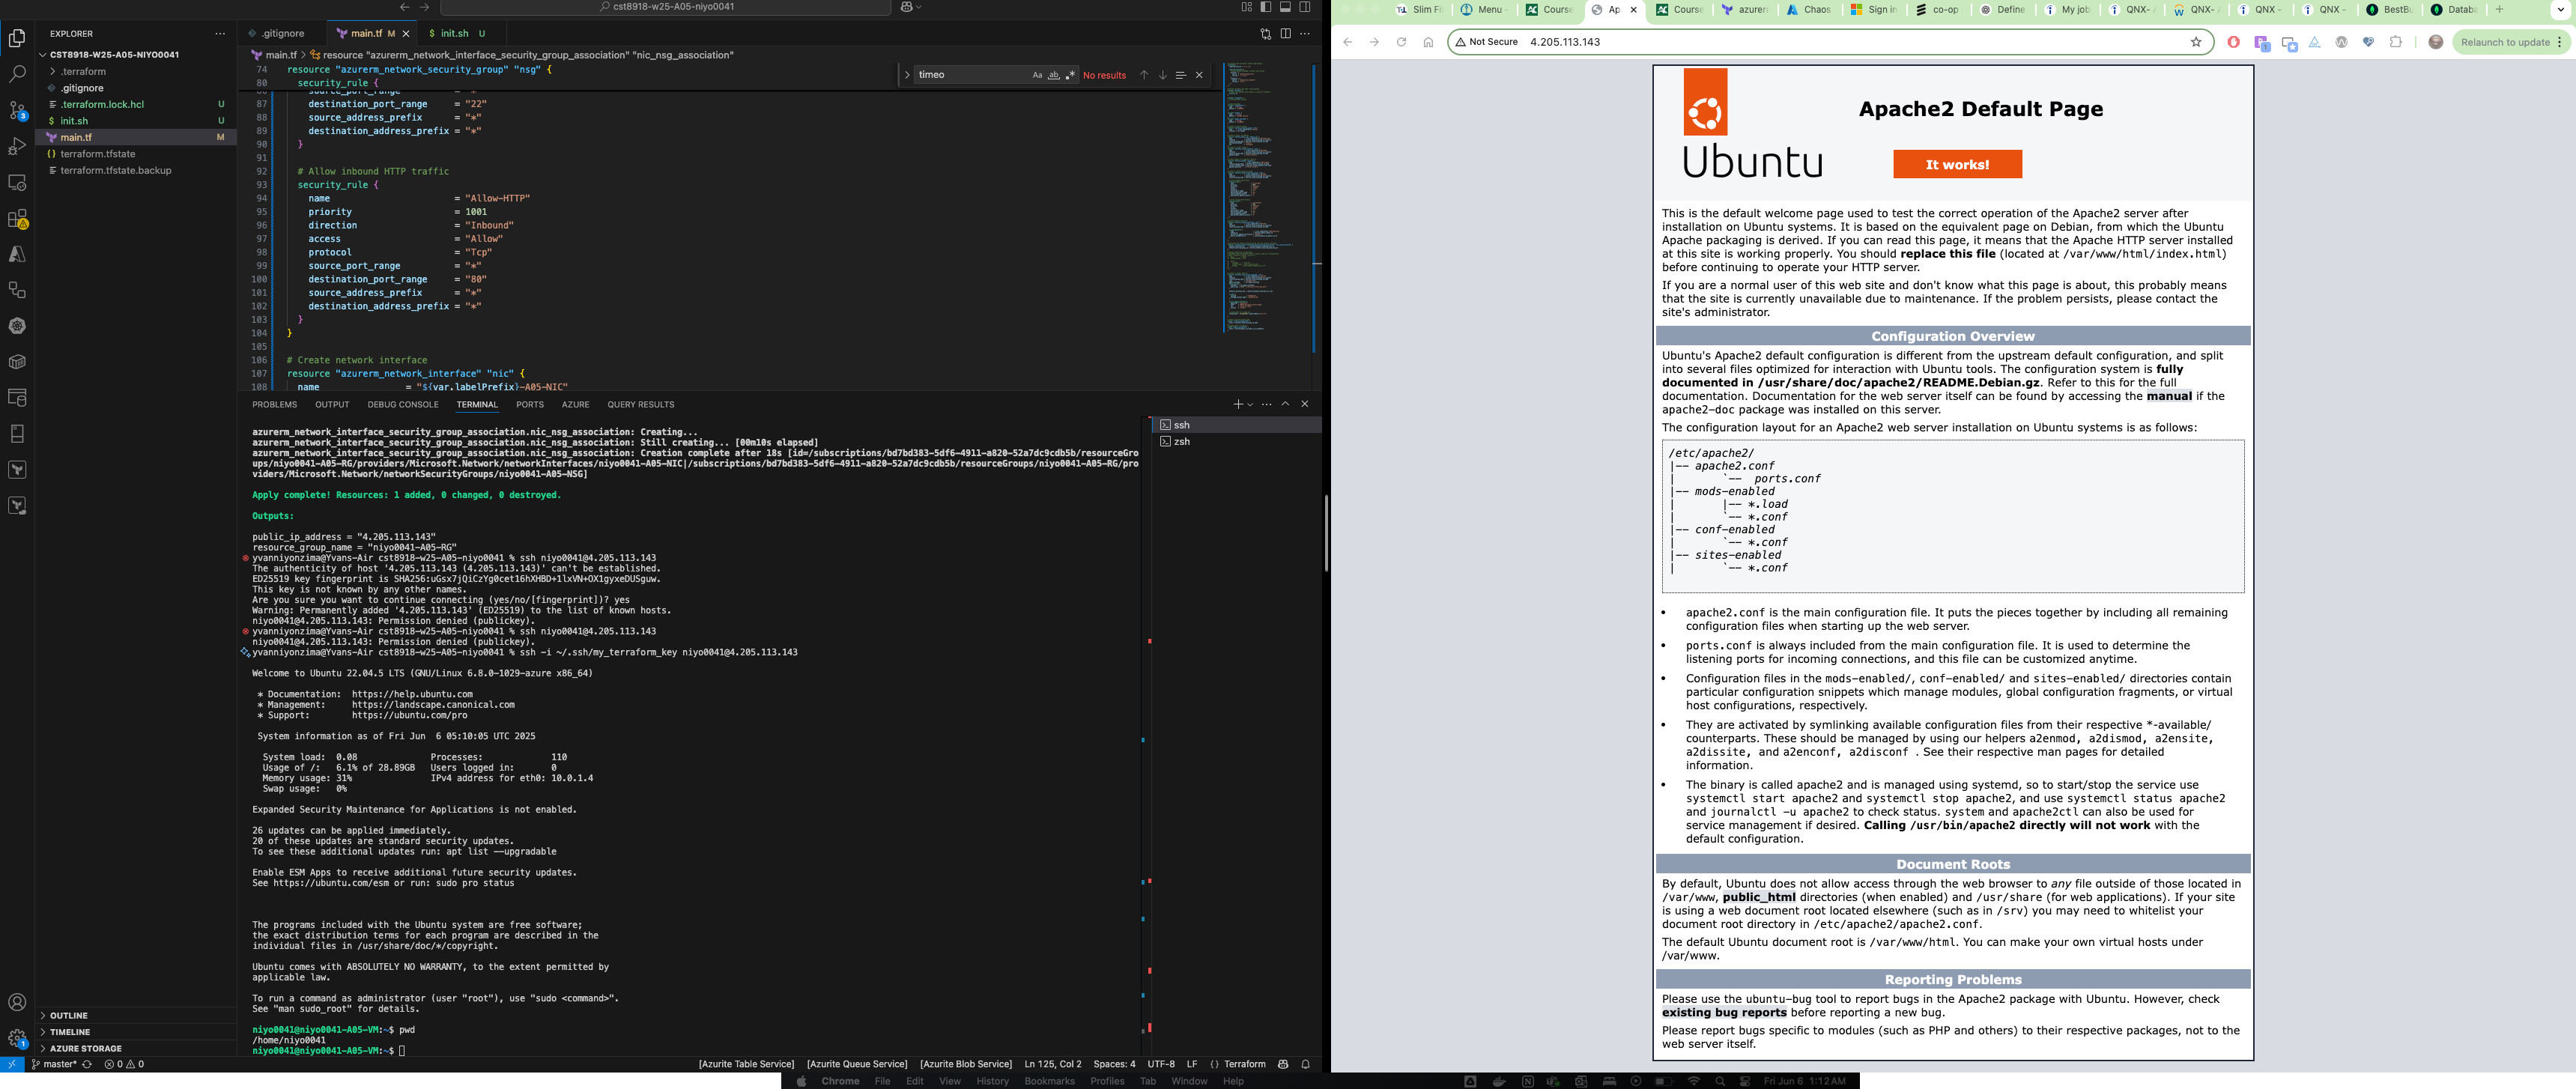 cst8918-w25-A05-niyo0041
EXPLORER
CST8918-W25-A05-NIYO0041
.terraform
.gitignore
.terraform.lock.hcl U
init.sh U
main.tf M
terraform.tfstate
terraform.tfstate.backup
OUTLINE
TIMELINE
AZURE STORAGE
.gitignore main.tf M init.sh U
main.tf > resource "azurerm_network_interface_security_group_association" "nic_nsg_association"
timeo Aa ab No results
74 resource "azurerm_network_security_group" "nsg" {
80 security_rule {
86 source_port_range = "*"
87 destination_port_range = "22"
88 source_address_prefix = "*"
89 destination_address_prefix = "*"
90 }
91
92 # Allow inbound HTTP traffic
93 security_rule {
94 name = "Allow-HTTP"
95 priority = 1001
96 direction = "Inbound"
97 access = "Allow"
98 protocol = "Tcp"
99 source_port_range = "*"
100 destination_port_range = "80"
101 source_address_prefix = "*"
102 destination_address_prefix = "*"
103 }
104 }
105
106 # Create network interface
107 resource "azurerm_network_interface" "nic" {
108 name = "${var.labelPrefix}-A05-NIC"
PROBLEMS OUTPUT DEBUG CONSOLE TERMINAL PORTS AZURE QUERY RESULTS
ssh
zsh
azurerm_network_interface_security_group_association.nic_nsg_association: Creating...
azurerm_network_interface_security_group_association.nic_nsg_association: Still creating... [00m10s elapsed]
azurerm_network_interface_security_group_association.nic_nsg_association: Creation complete after 18s [id=/subscriptions/bd7bd383-5df6-4911-a820-52a7dc9cdb5b/resourceGro
ups/niyo0041-A05-RG/providers/Microsoft.Network/networkInterfaces/niyo0041-A05-NIC|/subscriptions/bd7bd383-5df6-4911-a820-52a7dc9cdb5b/resourceGroups/niyo0041-A05-RG/pro
viders/Microsoft.Network/networkSecurityGroups/niyo0041-A05-NSG]
Apply complete! Resources: 1 added, 0 changed, 0 destroyed.
Outputs:
public_ip_address = "4.205.113.143"
resource_group_name = "niyo0041-A05-RG"
yvanniyonzima@Yvans-Air cst8918-w25-A05-niyo0041 % ssh niyo0041@4.205.113.143
The authenticity of host '4.205.113.143 (4.205.113.143)' can't be established.
ED25519 key fingerprint is SHA256:uGsx7jQiCzYg0cet16hXHBD+1lxVN+OX1gyxeDUSguw.
This key is not known by any other names.
Are you sure you want to continue connecting (yes/no/[fingerprint])? yes
Warning: Permanently added '4.205.113.143' (ED25519) to the list of known hosts.
niyo0041@4.205.113.143: Permission denied (publickey).
yvanniyonzima@Yvans-Air cst8918-w25-A05-niyo0041 % ssh niyo0041@4.205.113.143
niyo0041@4.205.113.143: Permission denied (publickey).
yvanniyonzima@Yvans-Air cst8918-w25-A05-niyo0041 % ssh -i ~/.ssh/my_terraform_key niyo0041@4.205.113.143
Welcome to Ubuntu 22.04.5 LTS (GNU/Linux 6.8.0-1029-azure x86_64)
* Documentation: https://help.ubuntu.com
* Management: https://landscape.canonical.com
* Support: https://ubuntu.com/pro
System information as of Fri Jun 6 05:10:05 UTC 2025
System load: 0.08 Processes: 110
Usage of /: 6.1% of 28.89GB Users logged in: 0
Memory usage: 31% IPv4 address for eth0: 10.0.1.4
Swap usage: 0%
Expanded Security Maintenance for Applications is not enabled.
26 updates can be applied immediately.
20 of these updates are standard security updates.
To see these additional updates run: apt list --upgradable
Enable ESM Apps to receive additional future security updates.
See https://ubuntu.com/esm or run: sudo pro status
The programs included with the Ubuntu system are free software;
the exact distribution terms for each program are described in the
individual files in /usr/share/doc/*/copyright.
Ubuntu comes with ABSOLUTELY NO WARRANTY, to the extent permitted by
applicable law.
To run a command as administrator (user "root"), use "sudo <command>".
See "man sudo_root" for details.
niyo0041@niyo0041-A05-VM:~$ pwd
/home/niyo0041
niyo0041@niyo0041-A05-VM:~$
master* 0 0 [Azurite Table Service] [Azurite Queue Service] [Azurite Blob Service] Ln 125, Col 2 Spaces: 4 UTF-8 LF {} Terraform
Slim Fi Menu - Course Ap Course azurer Chaos Sign in co-op Define My job QNX- QNX- QNX - QNX - BestBu Databa
Not Secure 4.205.113.143 Relaunch to update
Ubuntu
Apache2 Default Page
It works!
This is the default welcome page used to test the correct operation of the Apache2 server after
installation on Ubuntu systems. It is based on the equivalent page on Debian, from which the Ubuntu
Apache packaging is derived. If you can read this page, it means that the Apache HTTP server installed
at this site is working properly. You should replace this file (located at /var/www/html/index.html)
before continuing to operate your HTTP server.
If you are a normal user of this web site and don't know what this page is about, this probably means
that the site is currently unavailable due to maintenance. If the problem persists, please contact the
site's administrator.
Configuration Overview
Ubuntu's Apache2 default configuration is different from the upstream default configuration, and split
into several files optimized for interaction with Ubuntu tools. The configuration system is fully
documented in /usr/share/doc/apache2/README.Debian.gz. Refer to this for the full
documentation. Documentation for the web server itself can be found by accessing the manual if the
apache2-doc package was installed on this server.
The configuration layout for an Apache2 web server installation on Ubuntu systems is as follows:
/etc/apache2/
|-- apache2.conf
| `-- ports.conf
|-- mods-enabled
| |-- *.load
| `-- *.conf
|-- conf-enabled
| `-- *.conf
|-- sites-enabled
| `-- *.conf
• apache2.conf is the main configuration file. It puts the pieces together by including all remaining
configuration files when starting up the web server.
• ports.conf is always included from the main configuration file. It is used to determine the
listening ports for incoming connections, and this file can be customized anytime.
• Configuration files in the mods-enabled/, conf-enabled/ and sites-enabled/ directories contain
particular configuration snippets which manage modules, global configuration fragments, or virtual
host configurations, respectively.
• They are activated by symlinking available configuration files from their respective *-available/
counterparts. These should be managed by using our helpers a2enmod, a2dismod, a2ensite,
a2dissite, and a2enconf, a2disconf . See their respective man pages for detailed
information.
• The binary is called apache2 and is managed using systemd, so to start/stop the service use
systemctl start apache2 and systemctl stop apache2, and use systemctl status apache2
and journalctl -u apache2 to check status. system and apache2ctl can also be used for
service management if desired. Calling /usr/bin/apache2 directly will not work with the
default configuration.
Document Roots
By default, Ubuntu does not allow access through the web browser to any file outside of those located in
/var/www, public_html directories (when enabled) and /usr/share (for web applications). If your site
is using a web document root located elsewhere (such as in /srv) you may need to whitelist your
document root directory in /etc/apache2/apache2.conf.
The default Ubuntu document root is /var/www/html. You can make your own virtual hosts under
/var/www.
Reporting Problems
Please use the ubuntu-bug tool to report bugs in the Apache2 package with Ubuntu. However, check
existing bug reports before reporting a new bug.
Please report bugs specific to modules (such as PHP and others) to their respective packages, not to the
web server itself.
Chrome File Edit View History Bookmarks Profiles Tab Window Help Fri Jun 6 1:12 AM